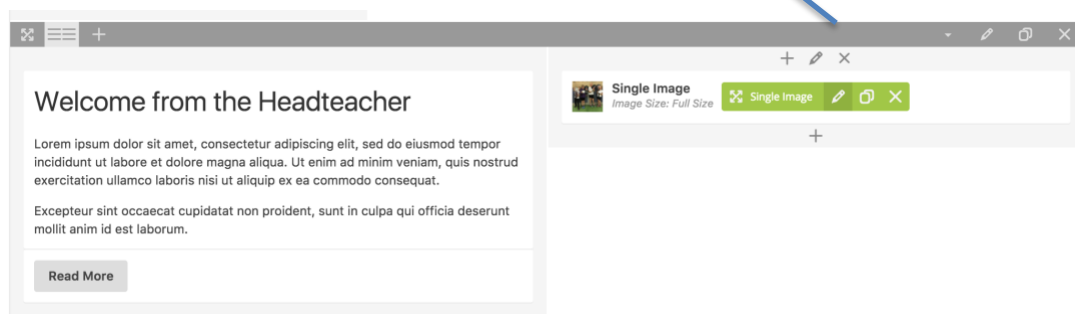 Welcome from the Headteacher
Lorem ipsum dolor sit amet, consectetur adipiscing elit, sed do eiusmod tempor
incididunt ut labore et dolore magna aliqua. Ut enim ad minim veniam, quis nostrud
exercitation ullamco laboris nisi ut aliquip ex ea commodo consequat.
Excepteur sint occaecat cupidatat non proident, sunt in culpa qui officia deserunt
mollit anim id est laborum.
Read More
Single Image
Image Size: Full Size
Single Image